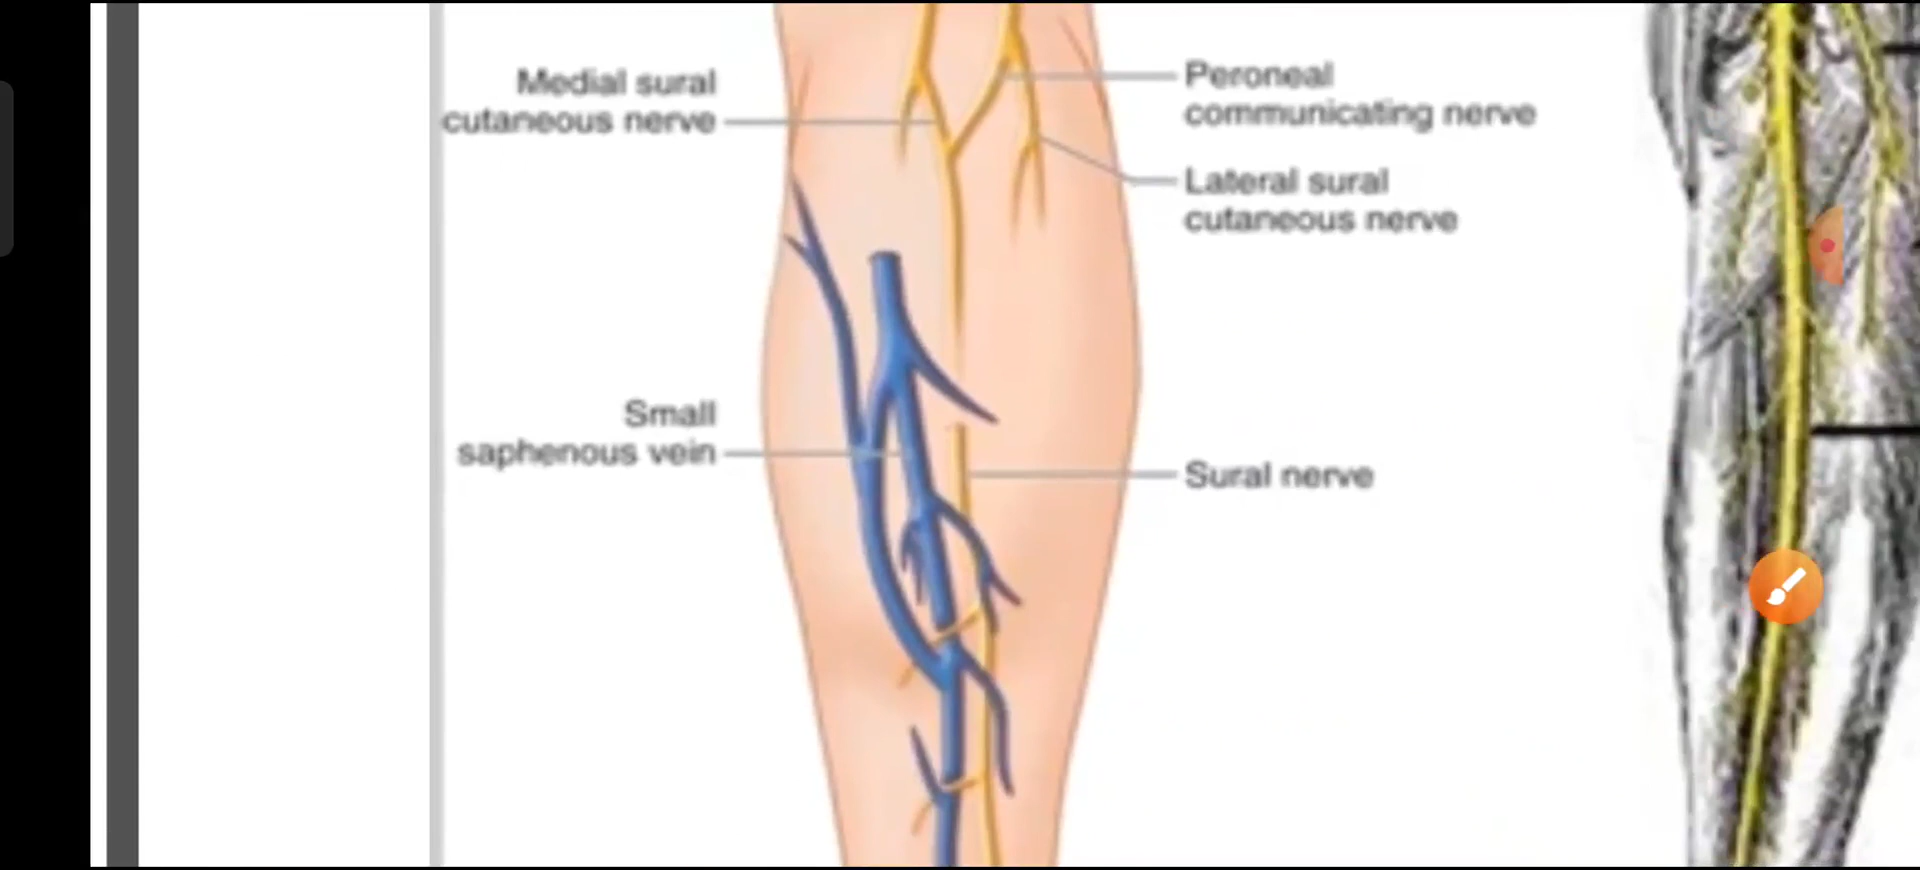 Medial sural
cutaneous nerve
Peroneal
communicating nerve
Lateral sural
cutaneous nerve
Small
saphenous vein
Sural nerve